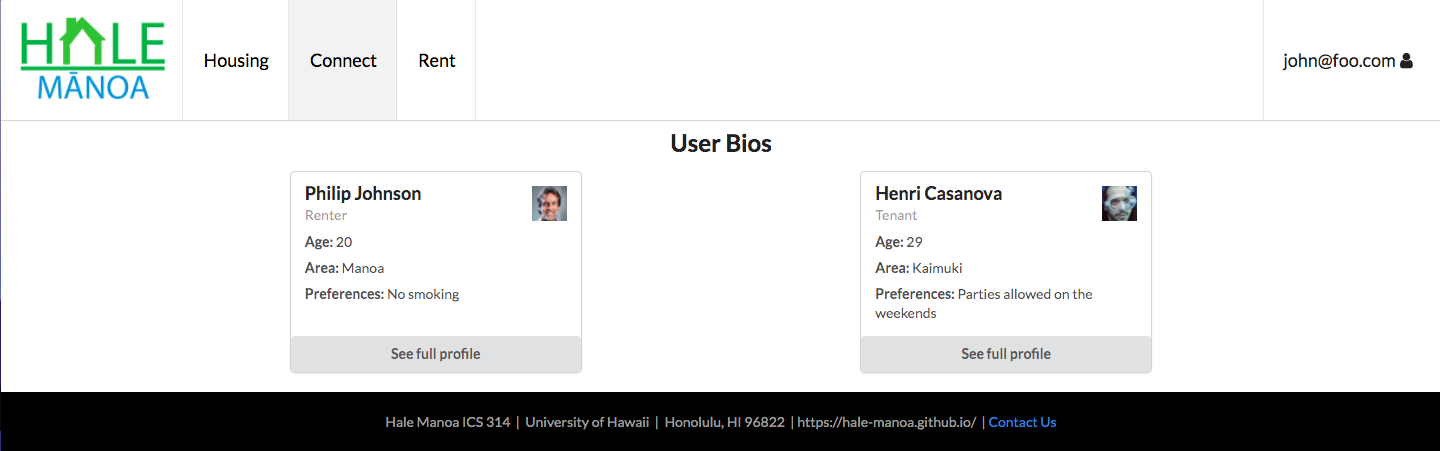 HALE
MĀNOA
Housing
Connect
Rent
john@foo.com
User Bios
Philip Johnson
Renter
Age: 20
Area: Manoa
Preferences: No smoking
See full profile
Henri Casanova
Tenant
Age: 29
Area: Kaimuki
Preferences: Parties allowed on the
weekends
See full profile
Hale Manoa ICS 314 | University of Hawaii | Honolulu, HI 96822 | https://hale-manoa.github.io/ | Contact Us